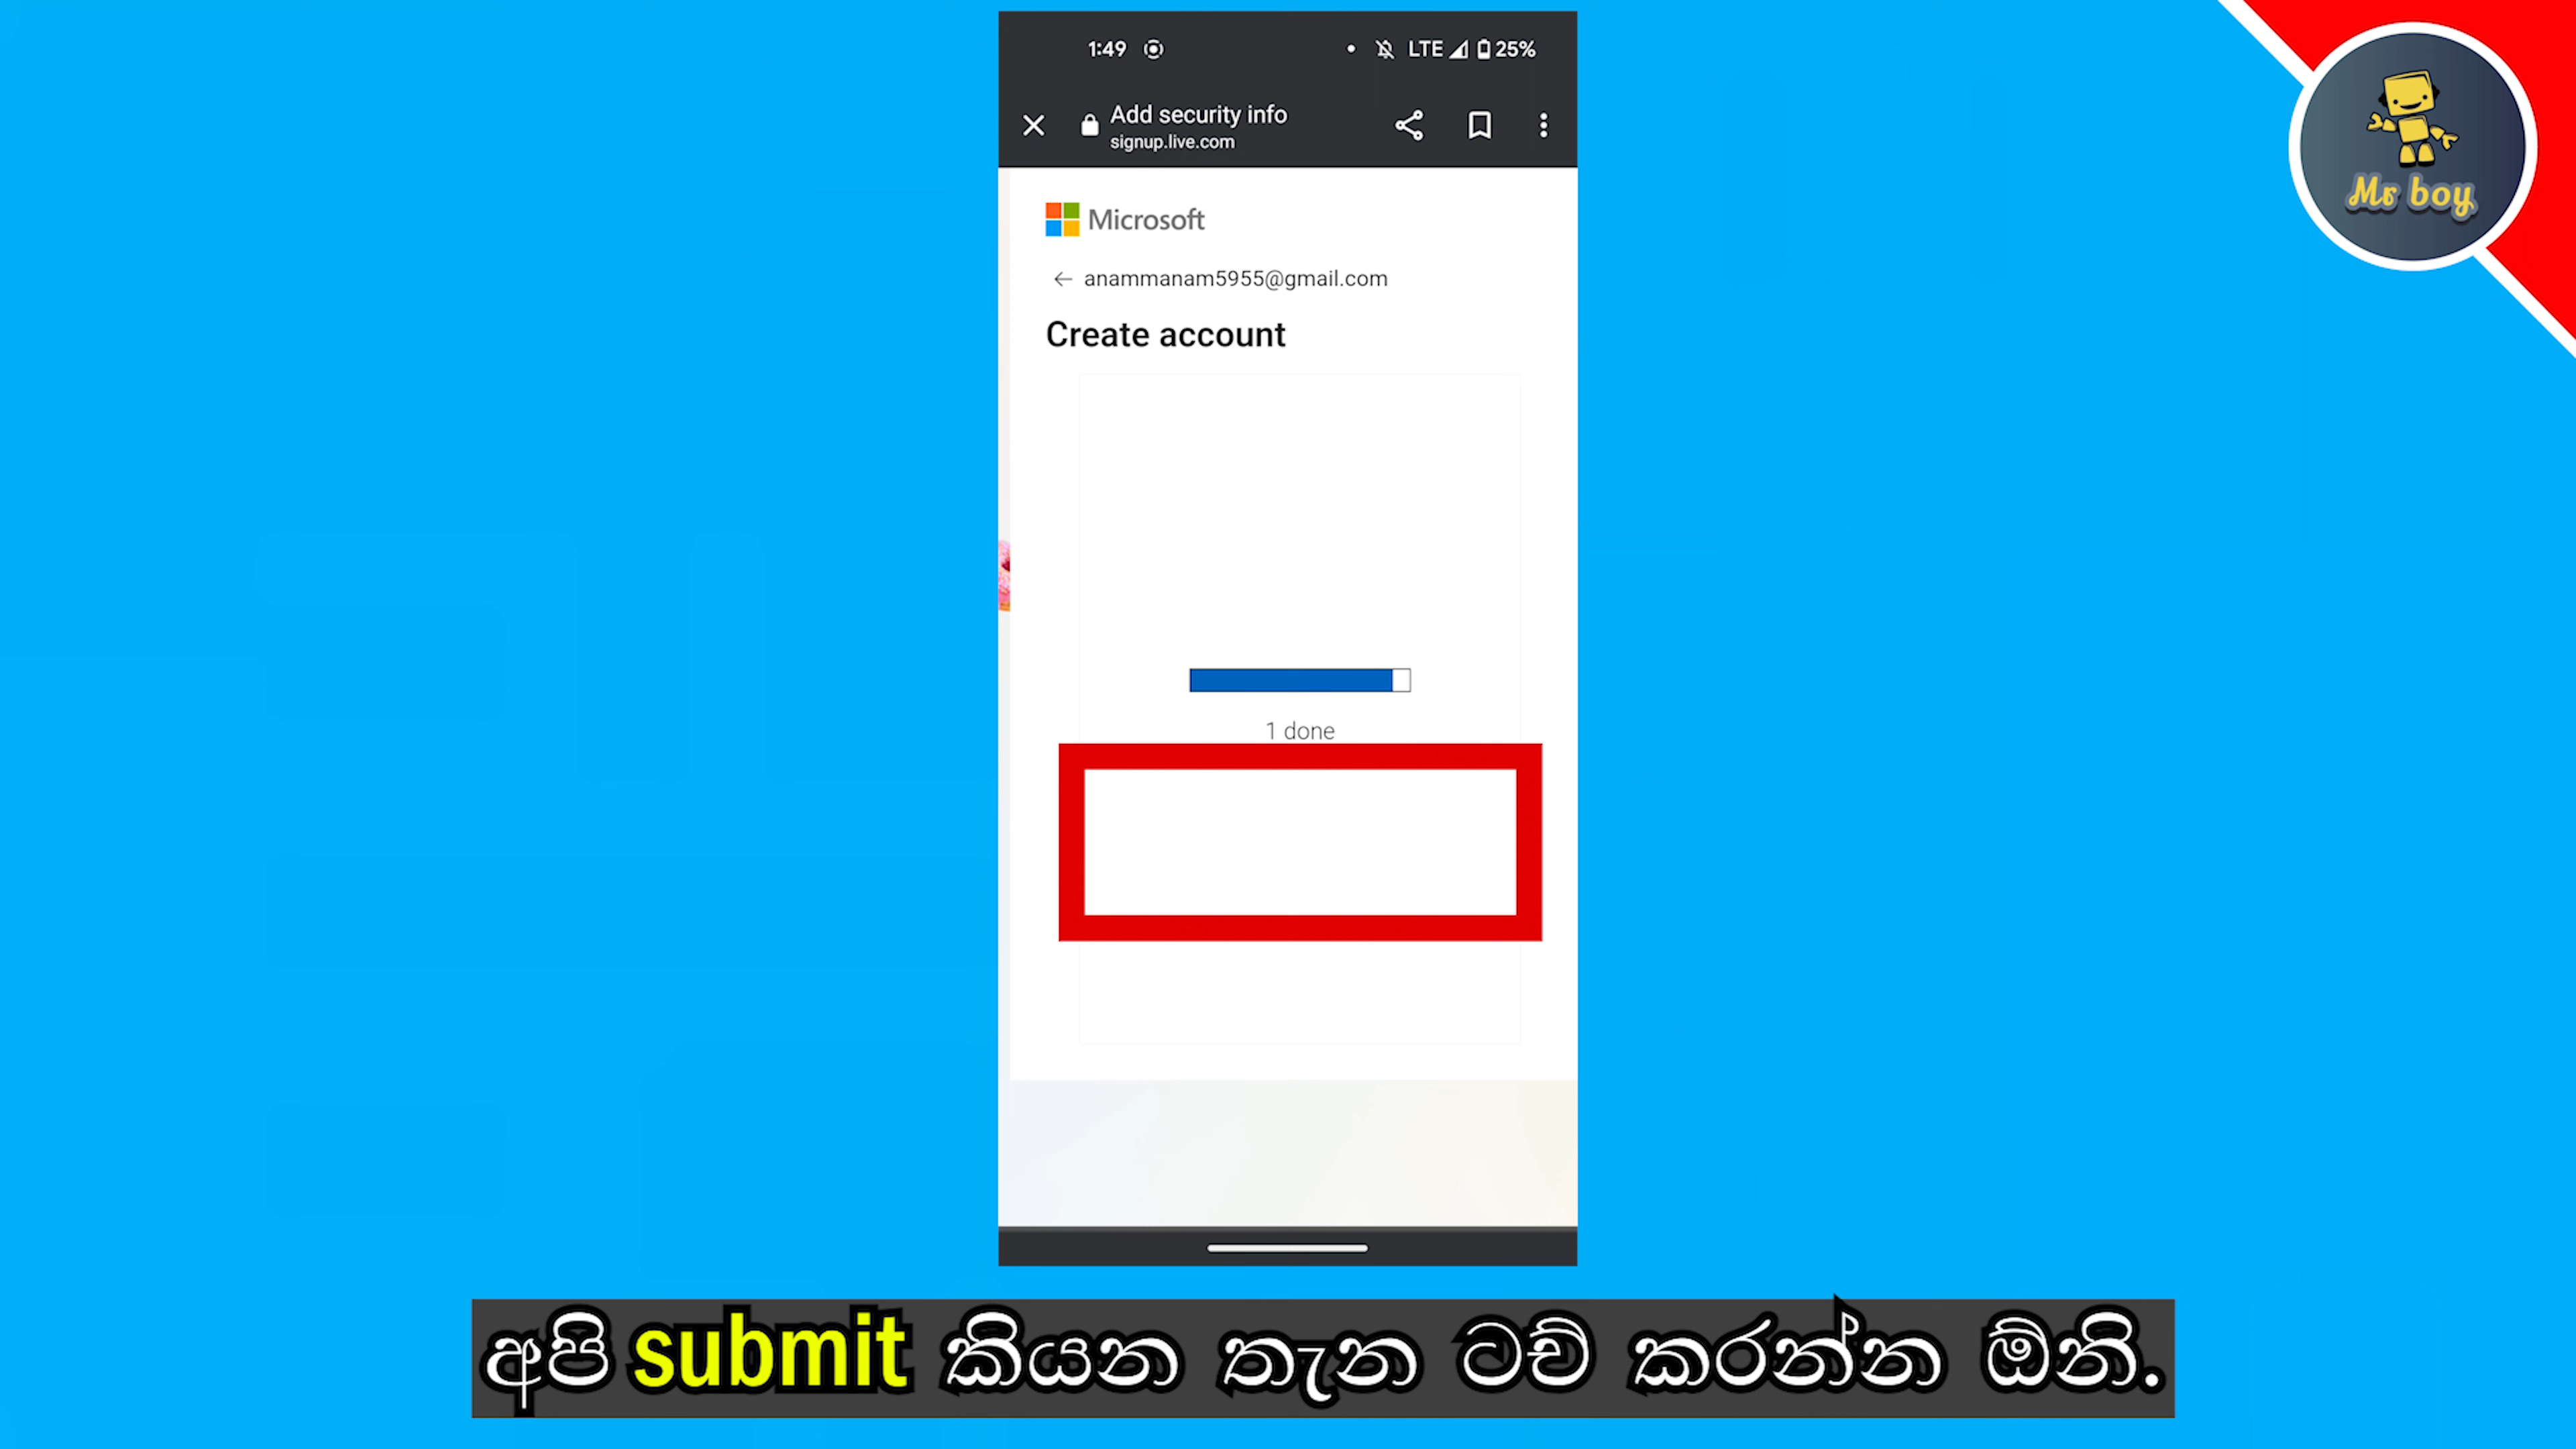 1:49 LTE 25%
Add security info
signup.live.com
Mr boy
Microsoft
← anammanam5955@gmail.com
Create account
1 done
අපි submit කියන තැන ටච් කරන්න ඕනි.